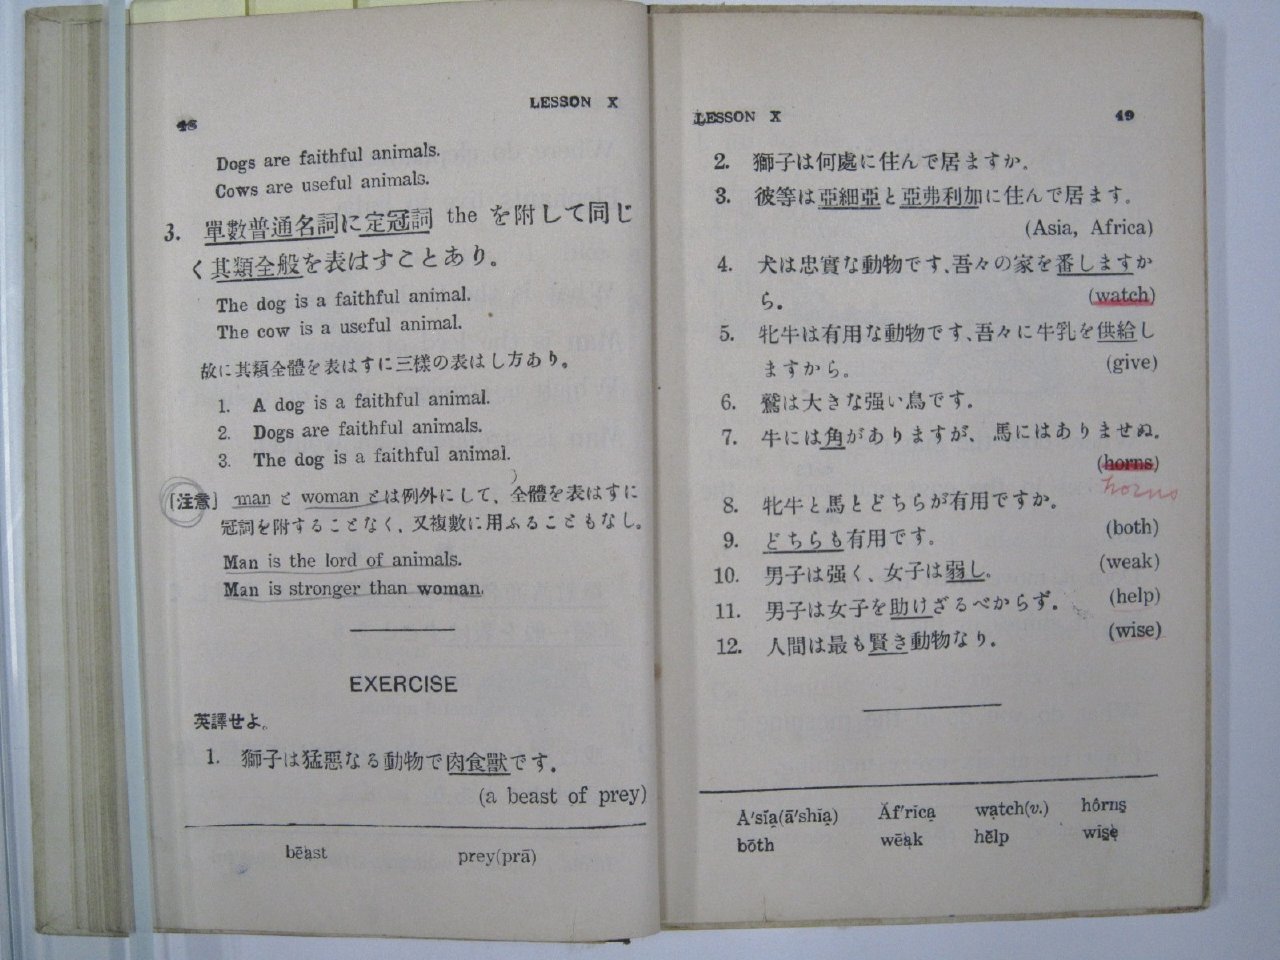 48
LESSON X
Dogs are faithful animals.
Cows are useful animals.
3. 單數普通名詞に定冠詞 the を附して同じ
く其類全般を表はすことあり。
The dog is a faithful animal.
The cow is a useful animal.
故に其類全體を表はすに三樣の表はし方あり。
1. A dog is a faithful animal.
2. Dogs are faithful animals.
3. The dog is a faithful animal.
［注意］ man と woman とは例外にして、全體を表はすに
冠詞を附することなく、又複數に用ふることもなし。
Man is the lord of animals.
Man is stronger than woman.
EXERCISE
英譯せよ。
1. 獅子は猛惡なる動物で肉食獸です。
(a beast of prey)
bēast prey(prā)
LESSON X
49
2. 獅子は何處に住んで居ますか。
3. 彼等は亞細亞と亞弗利加に住んで居ます。
(Asia, Africa)
4. 犬は忠實な動物です、吾々の家を番しますか
ら。 (watch)
5. 牝牛は有用な動物です、吾々に牛乳を供給し
ますから。 (give)
6. 鷲は大きな强い鳥です。
7. 牛には角がありますが、馬にはありませぬ。
(horns)
horns
8. 牝牛と馬とどちらが有用ですか。
9. どちらも有用です。 (both)
10. 男子は强く、女子は弱し。 (weak)
11. 男子は女子を助けざるべからず。 (help)
12. 人間は最も賢き動物なり。 (wise)
Ā′sĭa̤(ā′shĭa̤) Ăf′rĭca̤ wa̤tch(v.) hôrns̱
bōth wēak hĕlp wīs̱e